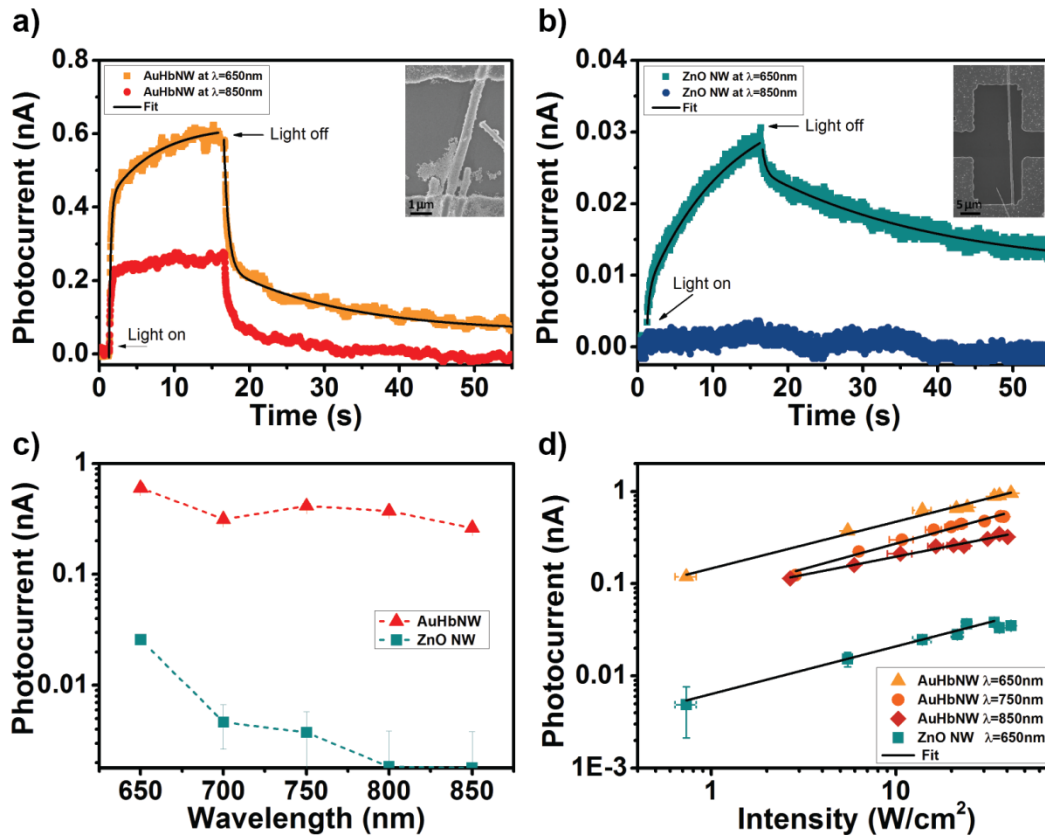 a)
AuHbNW at λ=650nm
AuHbNW at λ=850nm
Fit
Light off
Light on
1 µm
Photocurrent (nA)
0.8
0.6
0.4
0.2
0.0
0 10 20 30 40 50
Time (s)
b)
ZnO NW at λ=650nm
ZnO NW at λ=850nm
Fit
Light off
Light on
5 µm
Photocurrent (nA)
0.04
0.03
0.02
0.01
0.00
0 10 20 30 40 50
Time (s)
c)
Photocurrent (nA)
1
0.1
0.01
AuHbNW
ZnO NW
650 700 750 800 850
Wavelength (nm)
d)
Photocurrent (nA)
1
0.1
0.01
1E-3
AuHbNW λ=650nm
AuHbNW λ=750nm
AuHbNW λ=850nm
ZnO NW λ=650nm
Fit
1 10
Intensity (W/cm²)